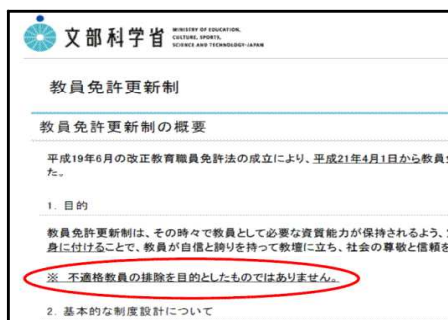 文部科学省
MINISTRY OF EDUCATION,
CULTURE, SPORTS,
SCIENCE AND TECHNOLOGY-JAPAN
教員免許更新制
教員免許更新制の概要
平成19年6月の改正教育職員免許法の成立により、平成21年4月1日から教員
た。
1. 目的
教員免許更新制は、その時々で教員として必要な資質能力が保持されるよう、
身に付けることで、教員が自信と誇りを持って教壇に立ち、社会の尊敬と信頼を
※ 不適格教員の排除を目的としたものではありません。
2. 基本的な制度設計について